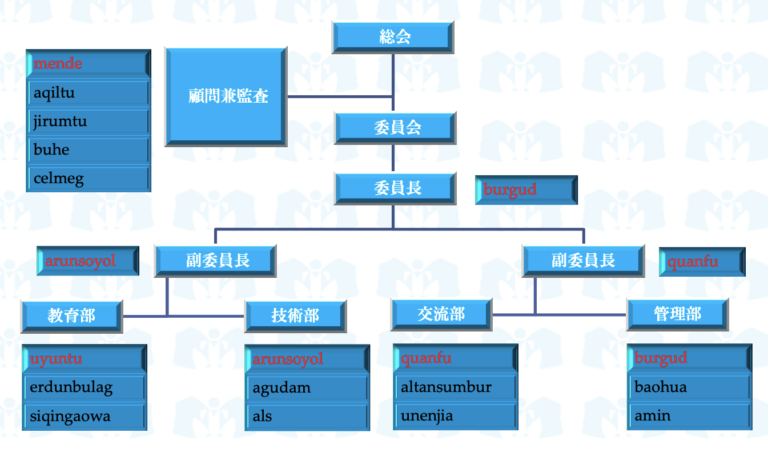 総会
mende
aqiltu
jirumtu
buhe
celmeg
顧問兼監査
委員会
委員長
burgud
arunsoyol
副委員長
副委員長
quanfu
教育部
技術部
交流部
管理部
uyuntu
erdunbulag
siqingaowa
arunsoyol
agudam
als
quanfu
altansumbur
unenjia
burgud
baohua
amin